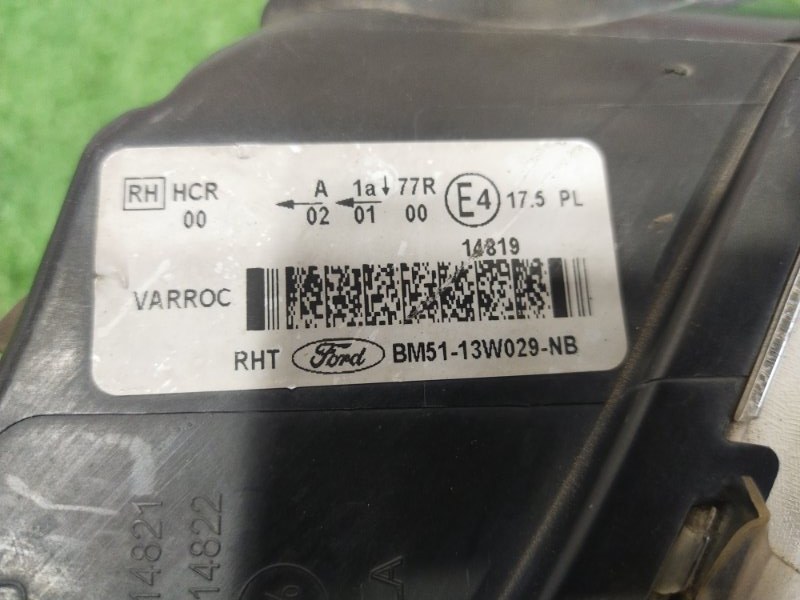 RH HCR A 1a 77R E4 17.5 PL
00 02 01 00
14819
VARROC
RHT Ford BM51-13W029-NB
14821
14822
LA